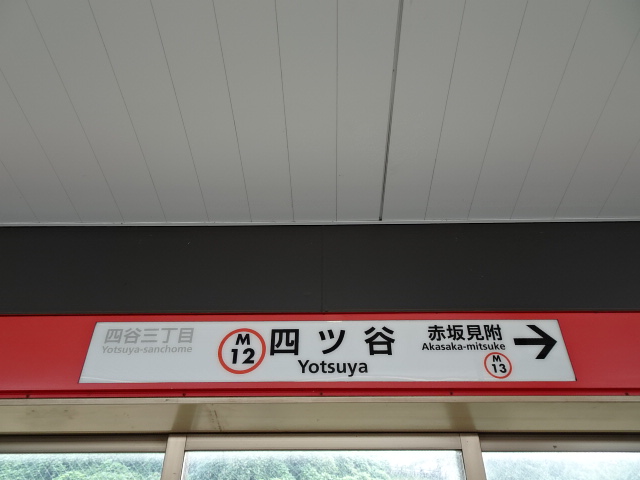 四谷三丁目
Yotsuya-sanchome
M
12
四ツ谷
Yotsuya
赤坂見附
Akasaka-mitsuke
M
13